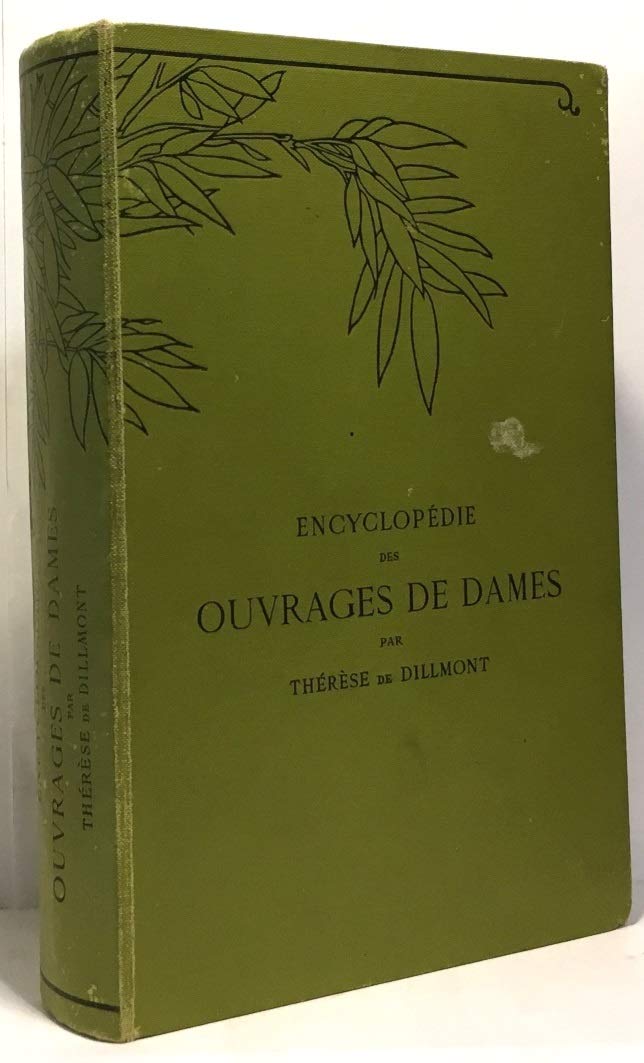 ENCYCLOPÉDIE
DES
OUVRAGES DE DAMES
PAR
THÉRÈSE DE DILLMONT
OUVRAGES DE DAMES
PAR
THÉRÈSE DE DILLMONT